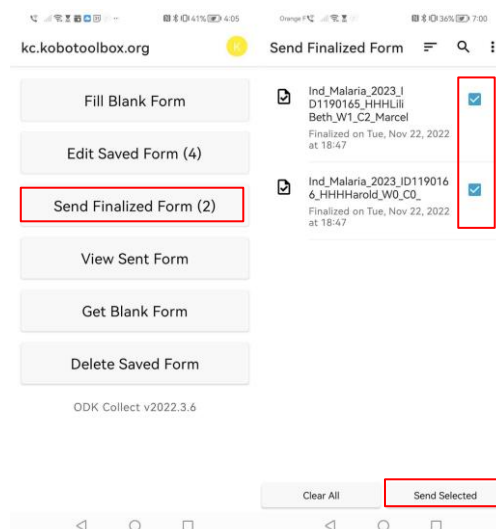 41% 4:05
kc.kobotoolbox.org
K
Fill Blank Form
Edit Saved Form (4)
Send Finalized Form (2)
View Sent Form
Get Blank Form
Delete Saved Form
ODK Collect v2022.3.6
Orange F 36% 7:00
Send Finalized Form
Ind_Malaria_2023_I
D1190165_HHHLili
Beth_W1_C2_Marcel
Finalized on Tue, Nov 22, 2022
at 18:47
Ind_Malaria_2023_ID119016
6_HHHHarold_W0_C0_
Finalized on Tue, Nov 22, 2022
at 18:47
Clear All
Send Selected